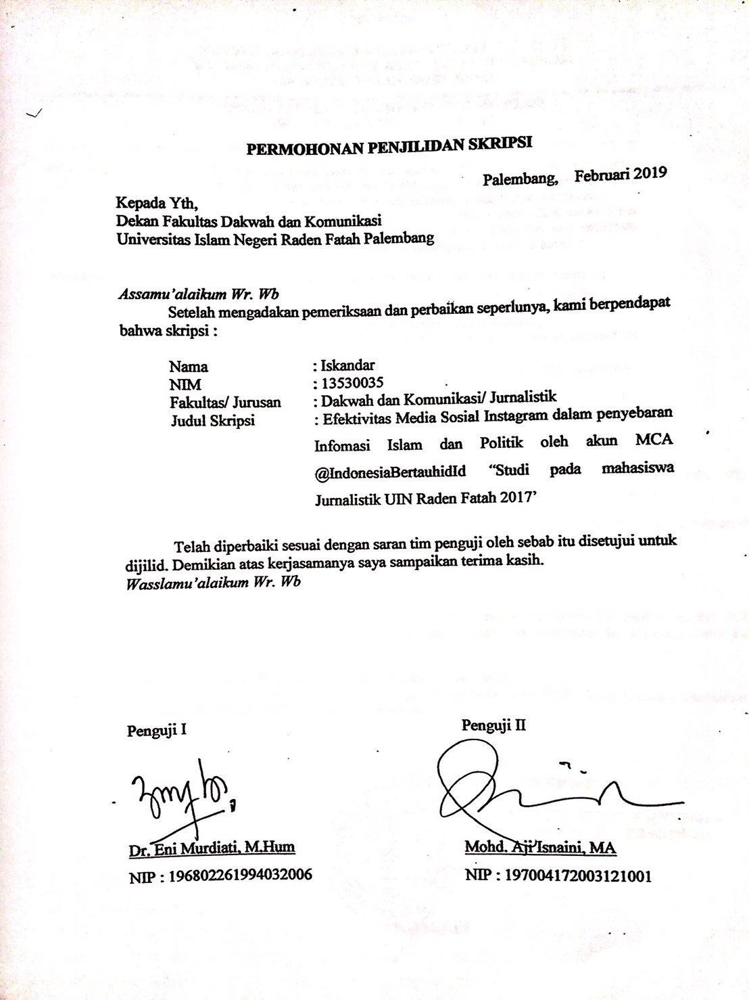 PERMOHONAN PENJILIDAN SKRIPSI
Palembang, Februari 2019
Kepada Yth,
Dekan Fakultas Dakwah dan Komunikasi
Universitas Islam Negeri Raden Fatah Palembang
Assamu’alaikum Wr. Wb
Setelah mengadakan pemeriksaan dan perbaikan seperlunya, kami berpendapat
bahwa skripsi :
Nama : Iskandar
NIM : 13530035
Fakultas/ Jurusan : Dakwah dan Komunikasi/ Jurnalistik
Judul Skripsi : Efektivitas Media Sosial Instagram dalam penyebaran
Infomasi Islam dan Politik oleh akun MCA
@IndonesiaBertauhidId “Studi pada mahasiswa
Jurnalistik UIN Raden Fatah 2017’
Telah diperbaiki sesuai dengan saran tim penguji oleh sebab itu disetujui untuk
dijilid. Demikian atas kerjasamanya saya sampaikan terima kasih.
Wasslamu’alaikum Wr. Wb
Penguji I Penguji II
Dr. Eni Murdiati, M.Hum Mohd. Aji Isnaini, MA
NIP : 196802261994032006 NIP : 197004172003121001